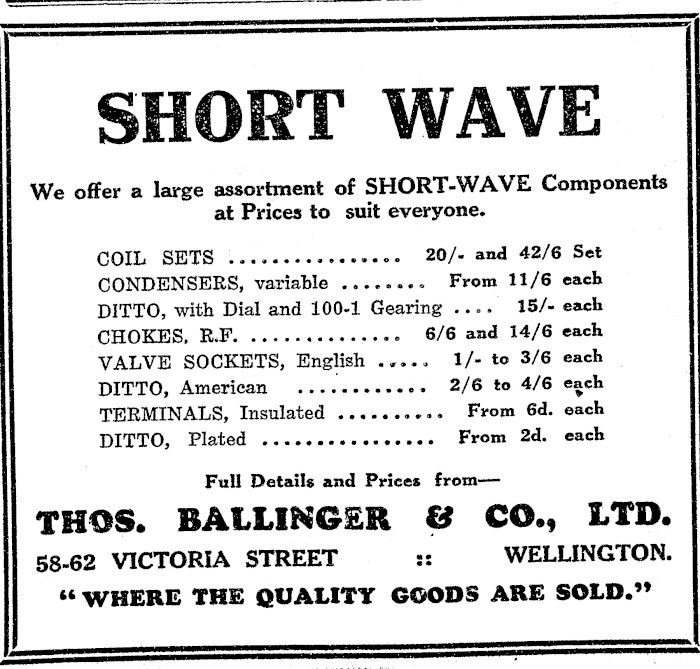 SHORT WAVE
We offer a large assortment of SHORT-WAVE Components
at Prices to suit everyone.
COIL SETS ................ 20/- and 42/6 Set
CONDENSERS, variable ........ From 11/6 each
DITTO, with Dial and 100-1 Gearing .... 15/- each
CHOKES, R.F. .............. 6/6 and 14/6 each
VALVE SOCKETS, English ..... 1/- to 3/6 each
DITTO, American ............ 2/6 to 4/6 each
TERMINALS, Insulated .......... From 6d. each
DITTO, Plated ................ From 2d. each
Full Details and Prices from—
THOS. BALLINGER & CO., LTD.
58-62 VICTORIA STREET :: WELLINGTON.
“WHERE THE QUALITY GOODS ARE SOLD.”